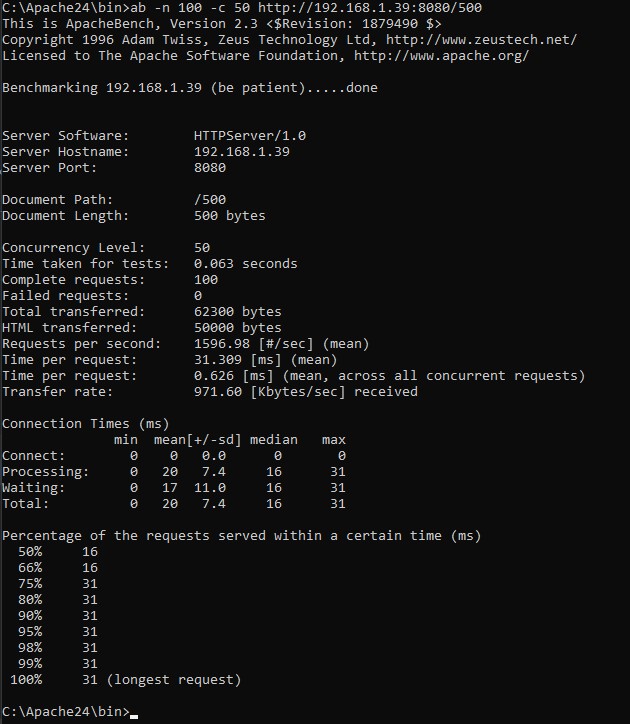 C:\Apache24\bin>ab -n 100 -c 50 http://192.168.1.39:8080/500
This is ApacheBench, Version 2.3 <$Revision: 1879490 $>
Copyright 1996 Adam Twiss, Zeus Technology Ltd, http://www.zeustech.net/
Licensed to The Apache Software Foundation, http://www.apache.org/

Benchmarking 192.168.1.39 (be patient).....done


Server Software:        HTTPServer/1.0
Server Hostname:        192.168.1.39
Server Port:            8080

Document Path:          /500
Document Length:        500 bytes

Concurrency Level:      50
Time taken for tests:   0.063 seconds
Complete requests:      100
Failed requests:        0
Total transferred:      62300 bytes
HTML transferred:       50000 bytes
Requests per second:    1596.98 [#/sec] (mean)
Time per request:       31.309 [ms] (mean)
Time per request:       0.626 [ms] (mean, across all concurrent requests)
Transfer rate:          971.60 [Kbytes/sec] received

Connection Times (ms)
              min  mean[+/-sd] median   max
Connect:        0    0   0.0      0       0
Processing:     0   20   7.4     16      31
Waiting:        0   17  11.0     16      31
Total:          0   20   7.4     16      31

Percentage of the requests served within a certain time (ms)
  50%     16
  66%     16
  75%     31
  80%     31
  90%     31
  95%     31
  98%     31
  99%     31
 100%     31 (longest request)

C:\Apache24\bin>